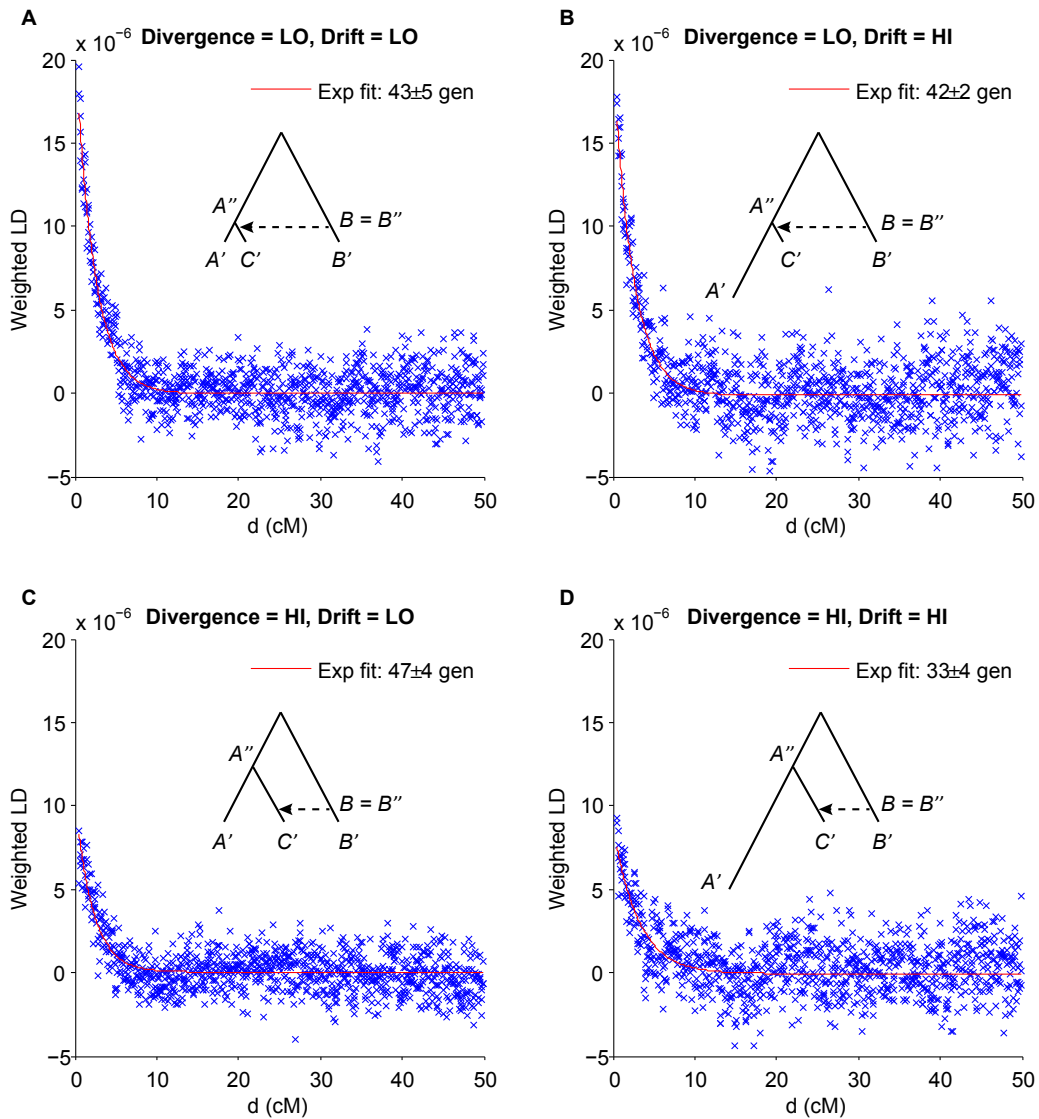 A
Divergence = LO, Drift = LO
x 10⁻⁶
20
15
10
5
0
−5
Weighted LD
Exp fit: 43±5 gen
A''
B = B''
A'
C'
B'
0
10
20
30
40
50
d (cM)
B
Divergence = LO, Drift = HI
x 10⁻⁶
20
15
10
5
0
−5
Weighted LD
Exp fit: 42±2 gen
A''
B = B''
C'
B'
A'
0
10
20
30
40
50
d (cM)
C
Divergence = HI, Drift = LO
x 10⁻⁶
20
15
10
5
0
−5
Weighted LD
Exp fit: 47±4 gen
A''
B = B''
A'
C'
B'
0
10
20
30
40
50
d (cM)
D
Divergence = HI, Drift = HI
x 10⁻⁶
20
15
10
5
0
−5
Weighted LD
Exp fit: 33±4 gen
A''
B = B''
C'
B'
A'
0
10
20
30
40
50
d (cM)